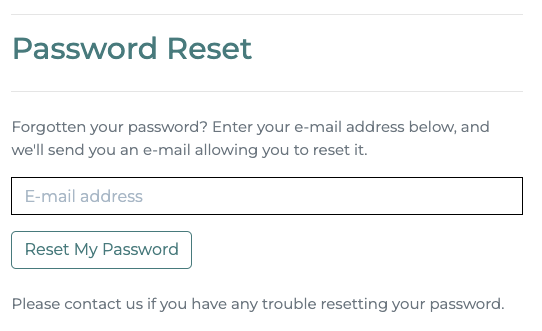 Password Reset
Forgotten your password? Enter your e-mail address below, and
we'll send you an e-mail allowing you to reset it.
E-mail address
Reset My Password
Please contact us if you have any trouble resetting your password.